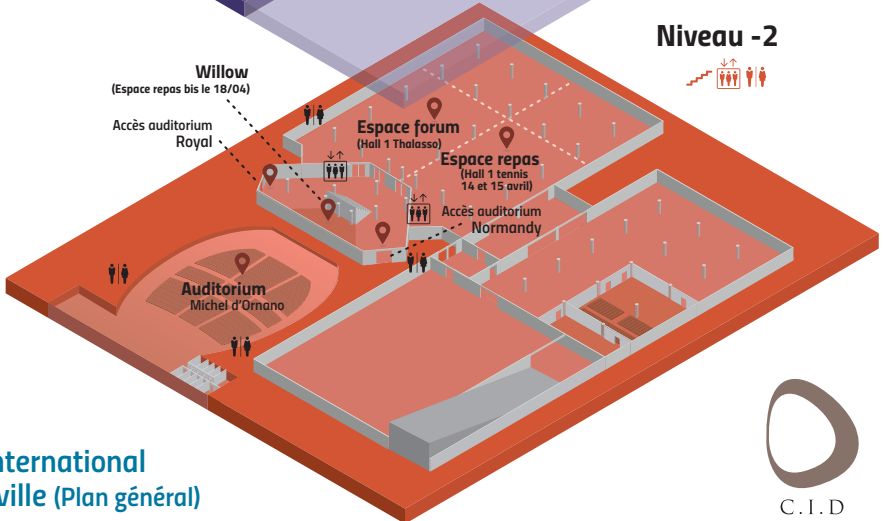 Niveau -2
Willow
(Espace repas bis le 18/04)
Accès auditorium
Royal
Espace forum
(Hall 1 Thalasso)
Espace repas
(Hall 1 tennis
14 et 15 avril)
Accès auditorium
Normandy
Auditorium
Michel d'Ornano
nternational
ville (Plan général)
C.I.D